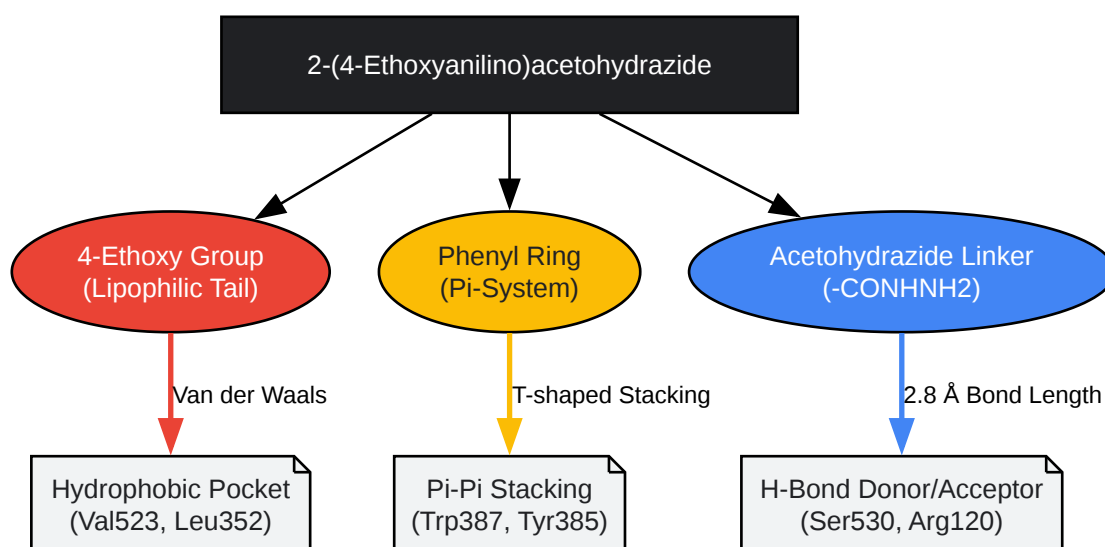 2-(4-Ethoxyanilino)acetohydrazide
4-Ethoxy Group
(Lipophilic Tail)
Phenyl Ring
(Pi-System)
Acetohydrazide Linker
(-CONHNH2)
Van der Waals
T-shaped Stacking
2.8 Å Bond Length
Hydrophobic Pocket
(Val523, Leu352)
Pi-Pi Stacking
(Trp387, Tyr385)
H-Bond Donor/Acceptor
(Ser530, Arg120)